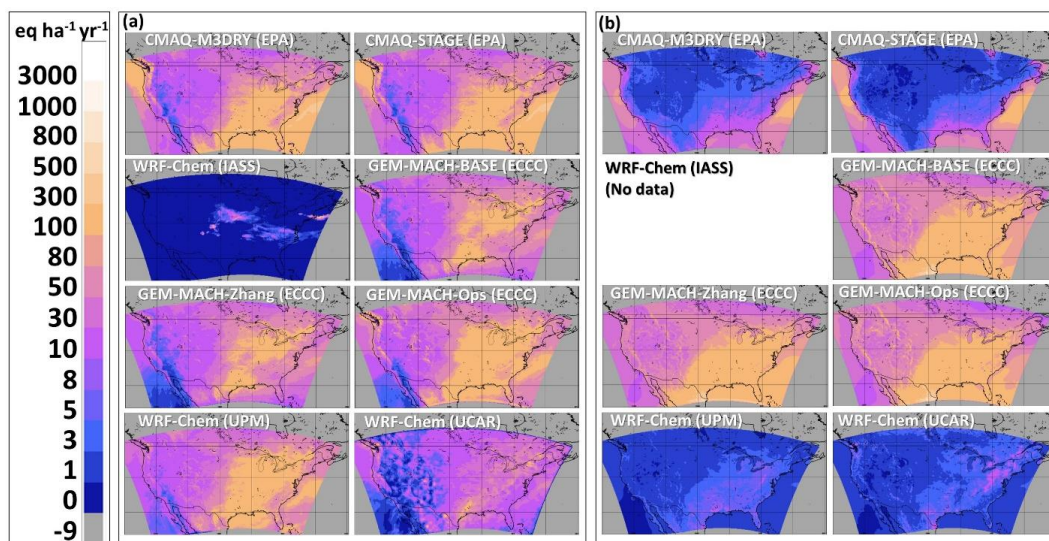 eq ha⁻¹ yr⁻¹
3000
1000
800
500
300
100
80
50
30
10
8
5
3
1
0
-9
(a)
CMAQ-M3DRY (EPA)
CMAQ-STAGE (EPA)
WRF-Chem (IASS)
GEM-MACH-BASE (ECCC)
GEM-MACH-Zhang (ECCC)
GEM-MACH-Ops (ECCC)
WRF-Chem (UPM)
WRF-Chem (UCAR)
(b)
CMAQ-M3DRY (EPA)
CMAQ-STAGE (EPA)
WRF-Chem (IASS)
(No data)
GEM-MACH-BASE (ECCC)
GEM-MACH-Zhang (ECCC)
GEM-MACH-Ops (ECCC)
WRF-Chem (UPM)
WRF-Chem (UCAR)